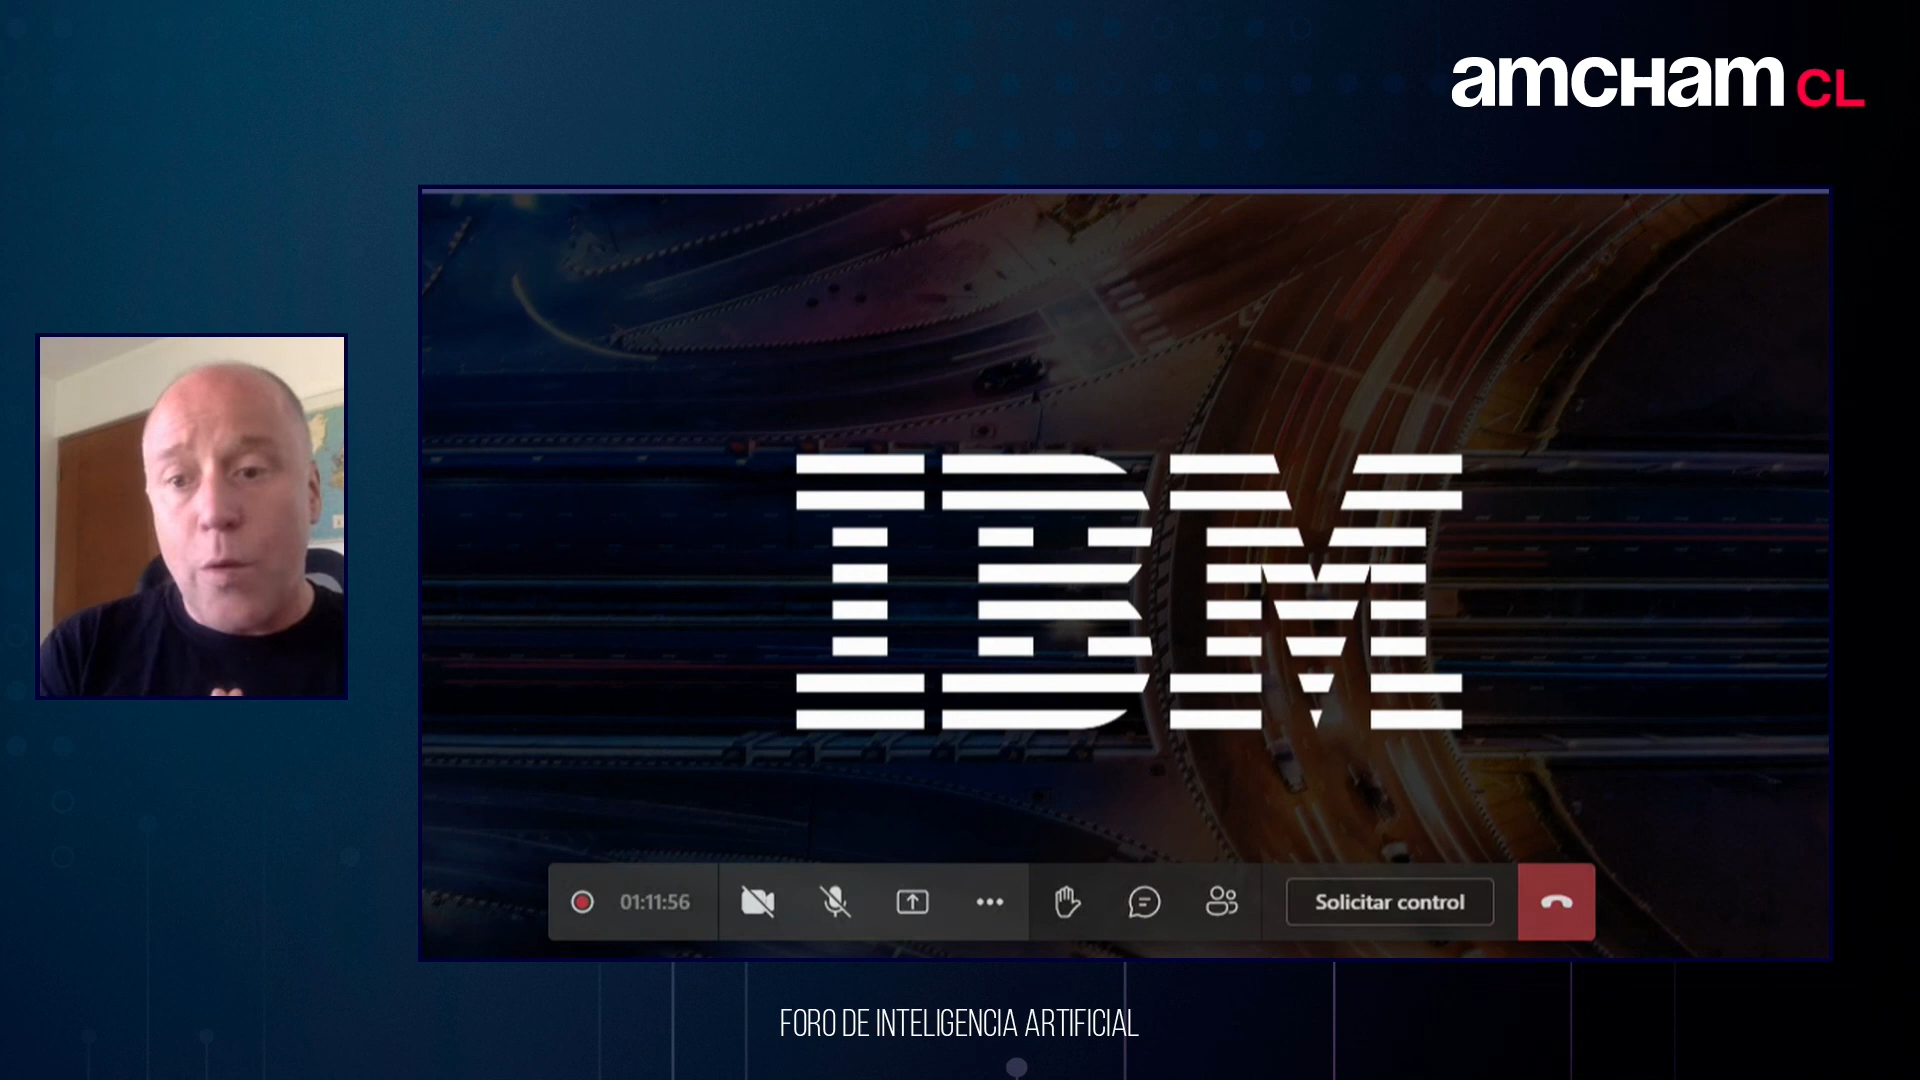 amcham CL
IBM
01:11:56
Solicitar control
FORO DE INTELIGENCIA ARTIFICIAL